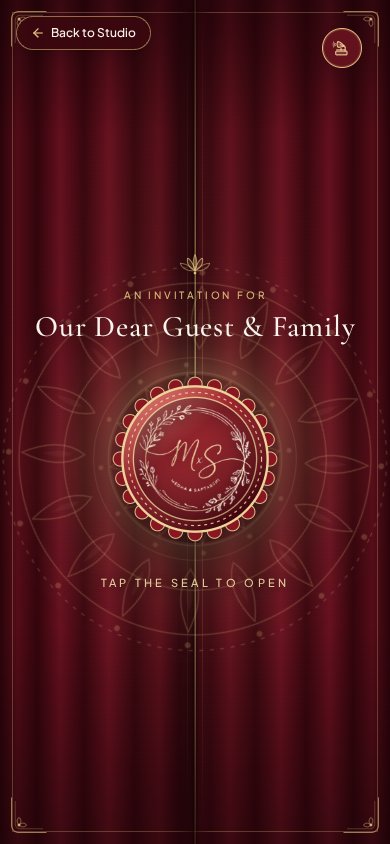 Back to Studio
AN INVITATION FOR
Our Dear Guest & Family
M&S
TAP THE SEAL TO OPEN